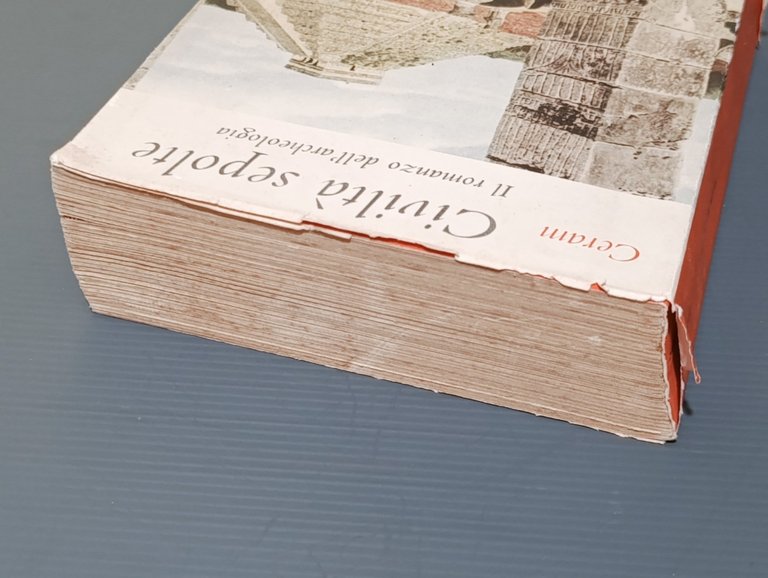 Ceram
Civiltà sepolte
Il romanzo dell'archeologia